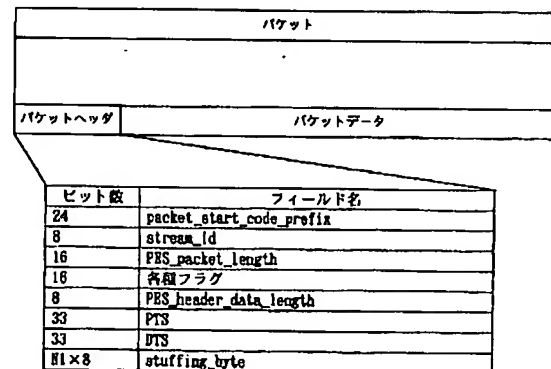 パケット
パケットヘッダ パケットデータ
ビット数 フィールド名
24 packet_start_code_prefix
8 stream_id
16 PES_packet_length
16 各種フラグ
8 PES_header_data_length
33 PTS
33 DTS
N1×8 stuffing_byte